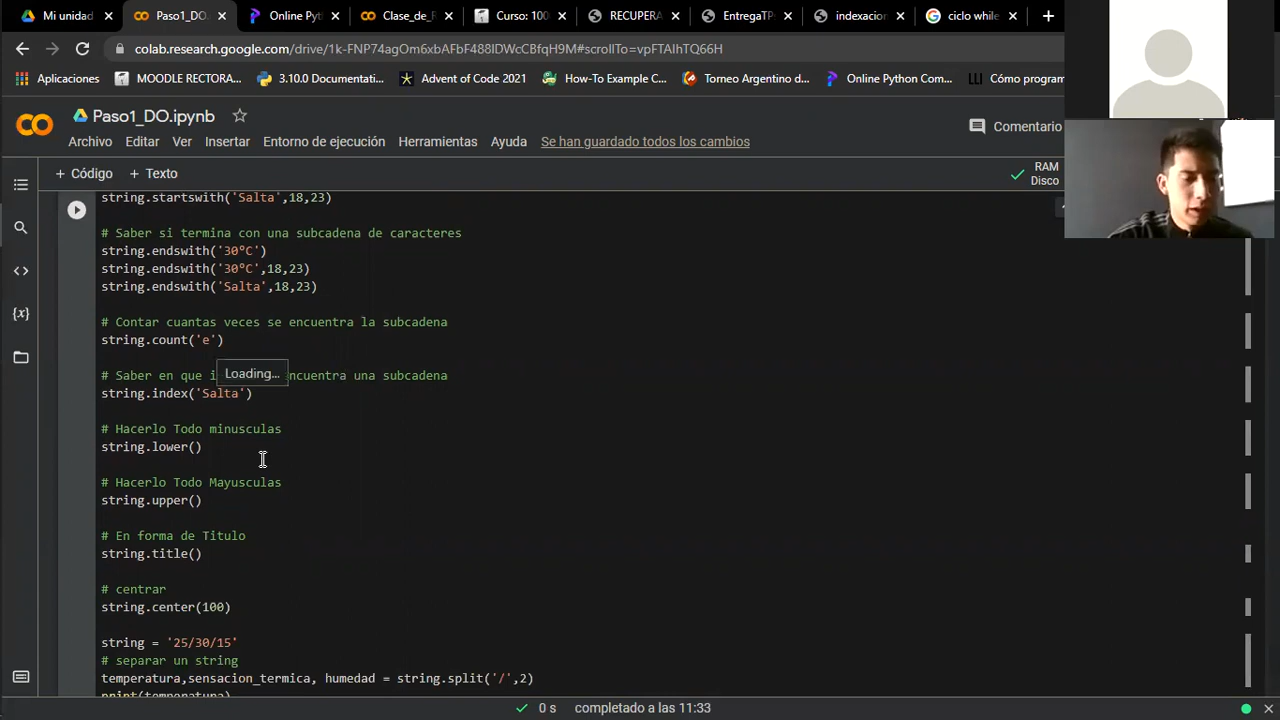 Mi unidad
Paso1_DO.
Online Pyt
Clase_de_
Curso: 100
RECUPERA
EntregaTP
indexacion
ciclo while
colab.research.google.com/drive/1k-FNP74agOm6xbAFbF488IDWcCBfqH9M#scrollTo=vpFTAIhTQ66H
Aplicaciones
MOODLE RECTORA...
3.10.0 Documentati...
Advent of Code 2021
How-To Example C...
Torneo Argentino d...
Online Python Com...
Cómo program
Paso1_DO.ipynb
Comentario
Archivo Editar Ver Insertar Entorno de ejecución Herramientas Ayuda Se han guardado todos los cambios
+ Código + Texto
RAM
Disco
string.startswith('Salta',18,23)
# Saber si termina con una subcadena de caracteres
string.endswith('30°C')
string.endswith('30°C',18,23)
string.endswith('Salta',18,23)
# Contar cuantas veces se encuentra la subcadena
string.count('e')
Loading...
# Saber en que i ncuentra una subcadena
string.index('Salta')
# Hacerlo Todo minusculas
string.lower()
# Hacerlo Todo Mayusculas
string.upper()
# En forma de Titulo
string.title()
# centrar
string.center(100)
string = '25/30/15'
# separar un string
temperatura,sensacion_termica, humedad = string.split('/',2)
print(temperatura)
0 s completado a las 11:33